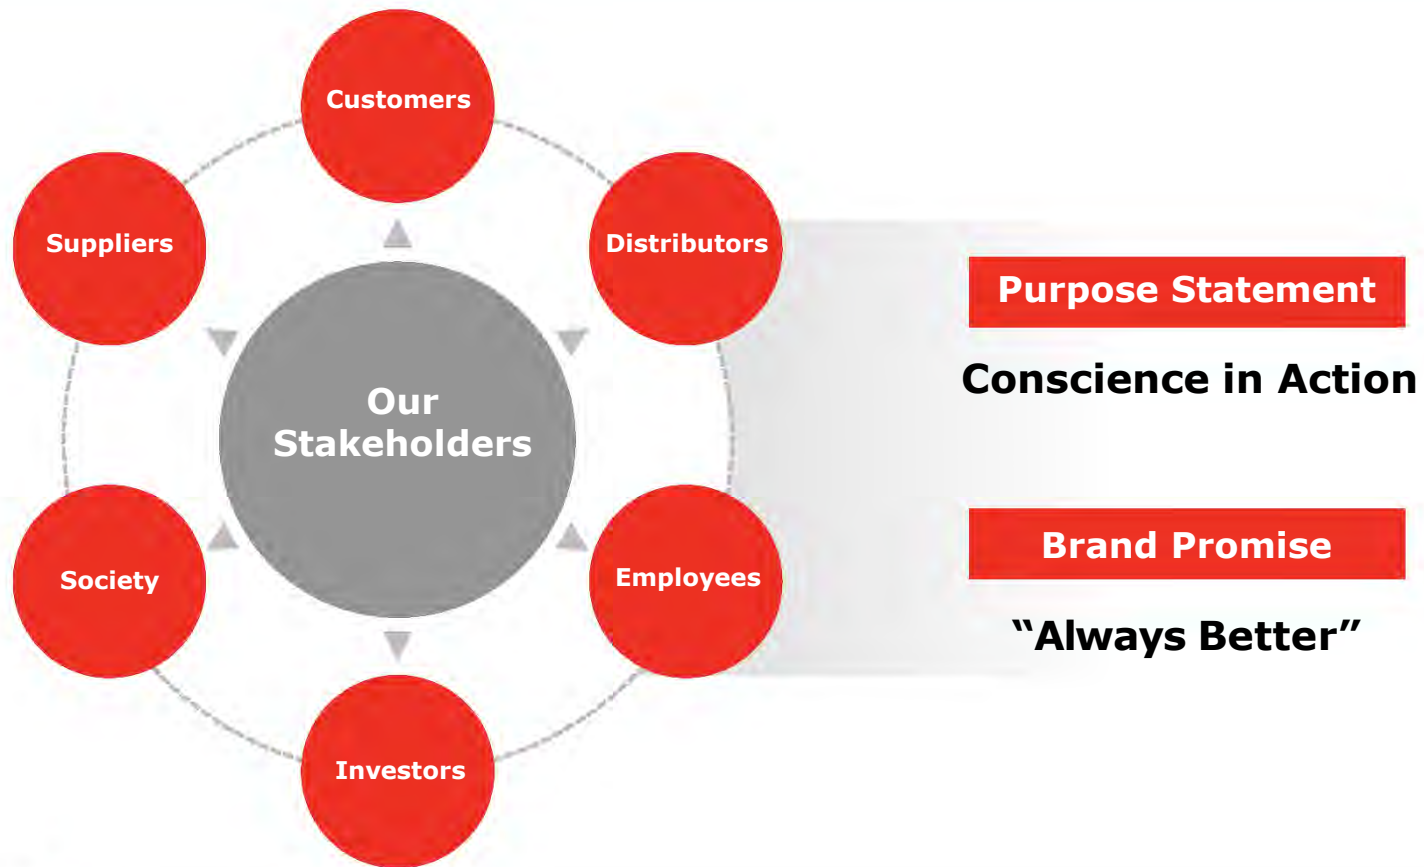 Customers
Suppliers
Distributors
Our
Stakeholders
Society
Employees
Investors
Purpose Statement
Conscience in Action
Brand Promise
“Always Better”